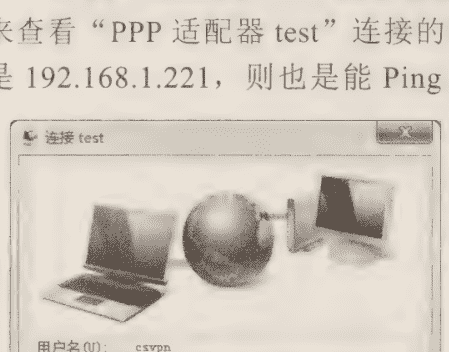 来查看“PPP 适配器 test”连接的
是 192.168.1.221，则也是能 Ping
连接 test
用户名(U): csvpn